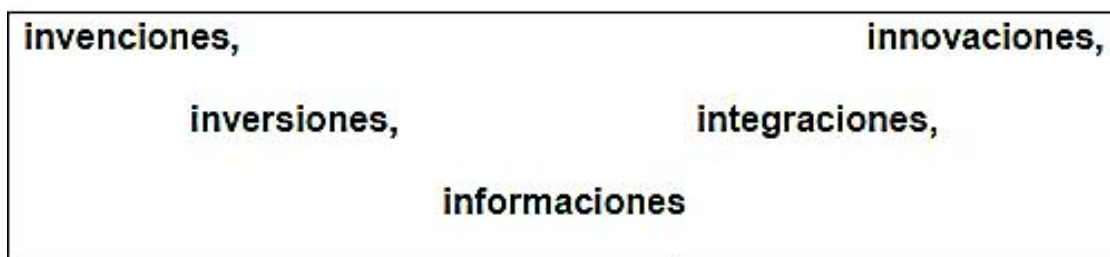 invenciones, innovaciones,
inversiones, integraciones,
informaciones